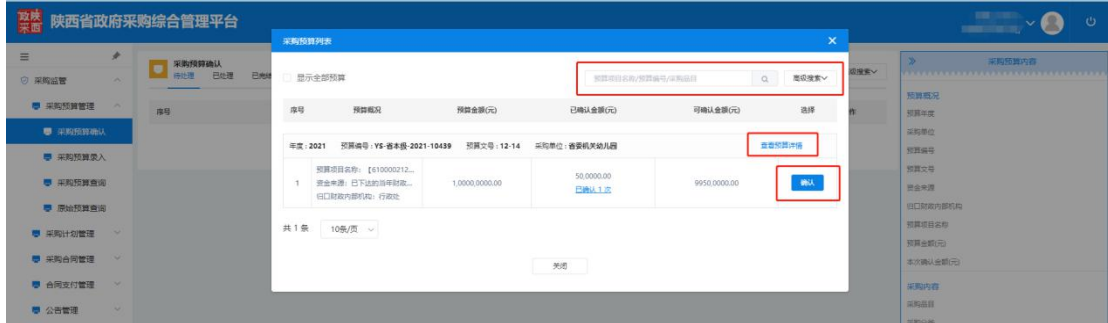 政陕
采西
陕西省政府采购综合管理平台
采购监管
采购预算管理
采购预算确认
采购预算录入
采购预算查询
原始预算查询
采购计划管理
采购合同管理
合同支付管理
公告管理
采购预算确认
待处理 已处理
序号
采购预算列表
显示全部预算
预算项目名称/预算编号/采购品目
高级搜索
序号 预算概况 预算金额(元) 已确认金额(元) 可确认金额(元) 选择
年度:2021 预算编号:YS-省本级-2021-10439 预算文号:12-14 采购单位:省委机关幼儿园 查看预算详情
预算项目名称:【610000212...
1 资金来源:已下达的当年财政... 1,0000,0000.00 50,0000.00 9950,0000.00 确认
已确认 1 次
归口财政内部机构:行政处
共 1 条 10条/页
关闭
采购预算内容
预算概况
预算年度
采购单位
预算编号
预算文号
资金来源
归口财政内部机构
预算项目名称
预算金额(元)
本次确认金额(元)
采购内容
采购品目